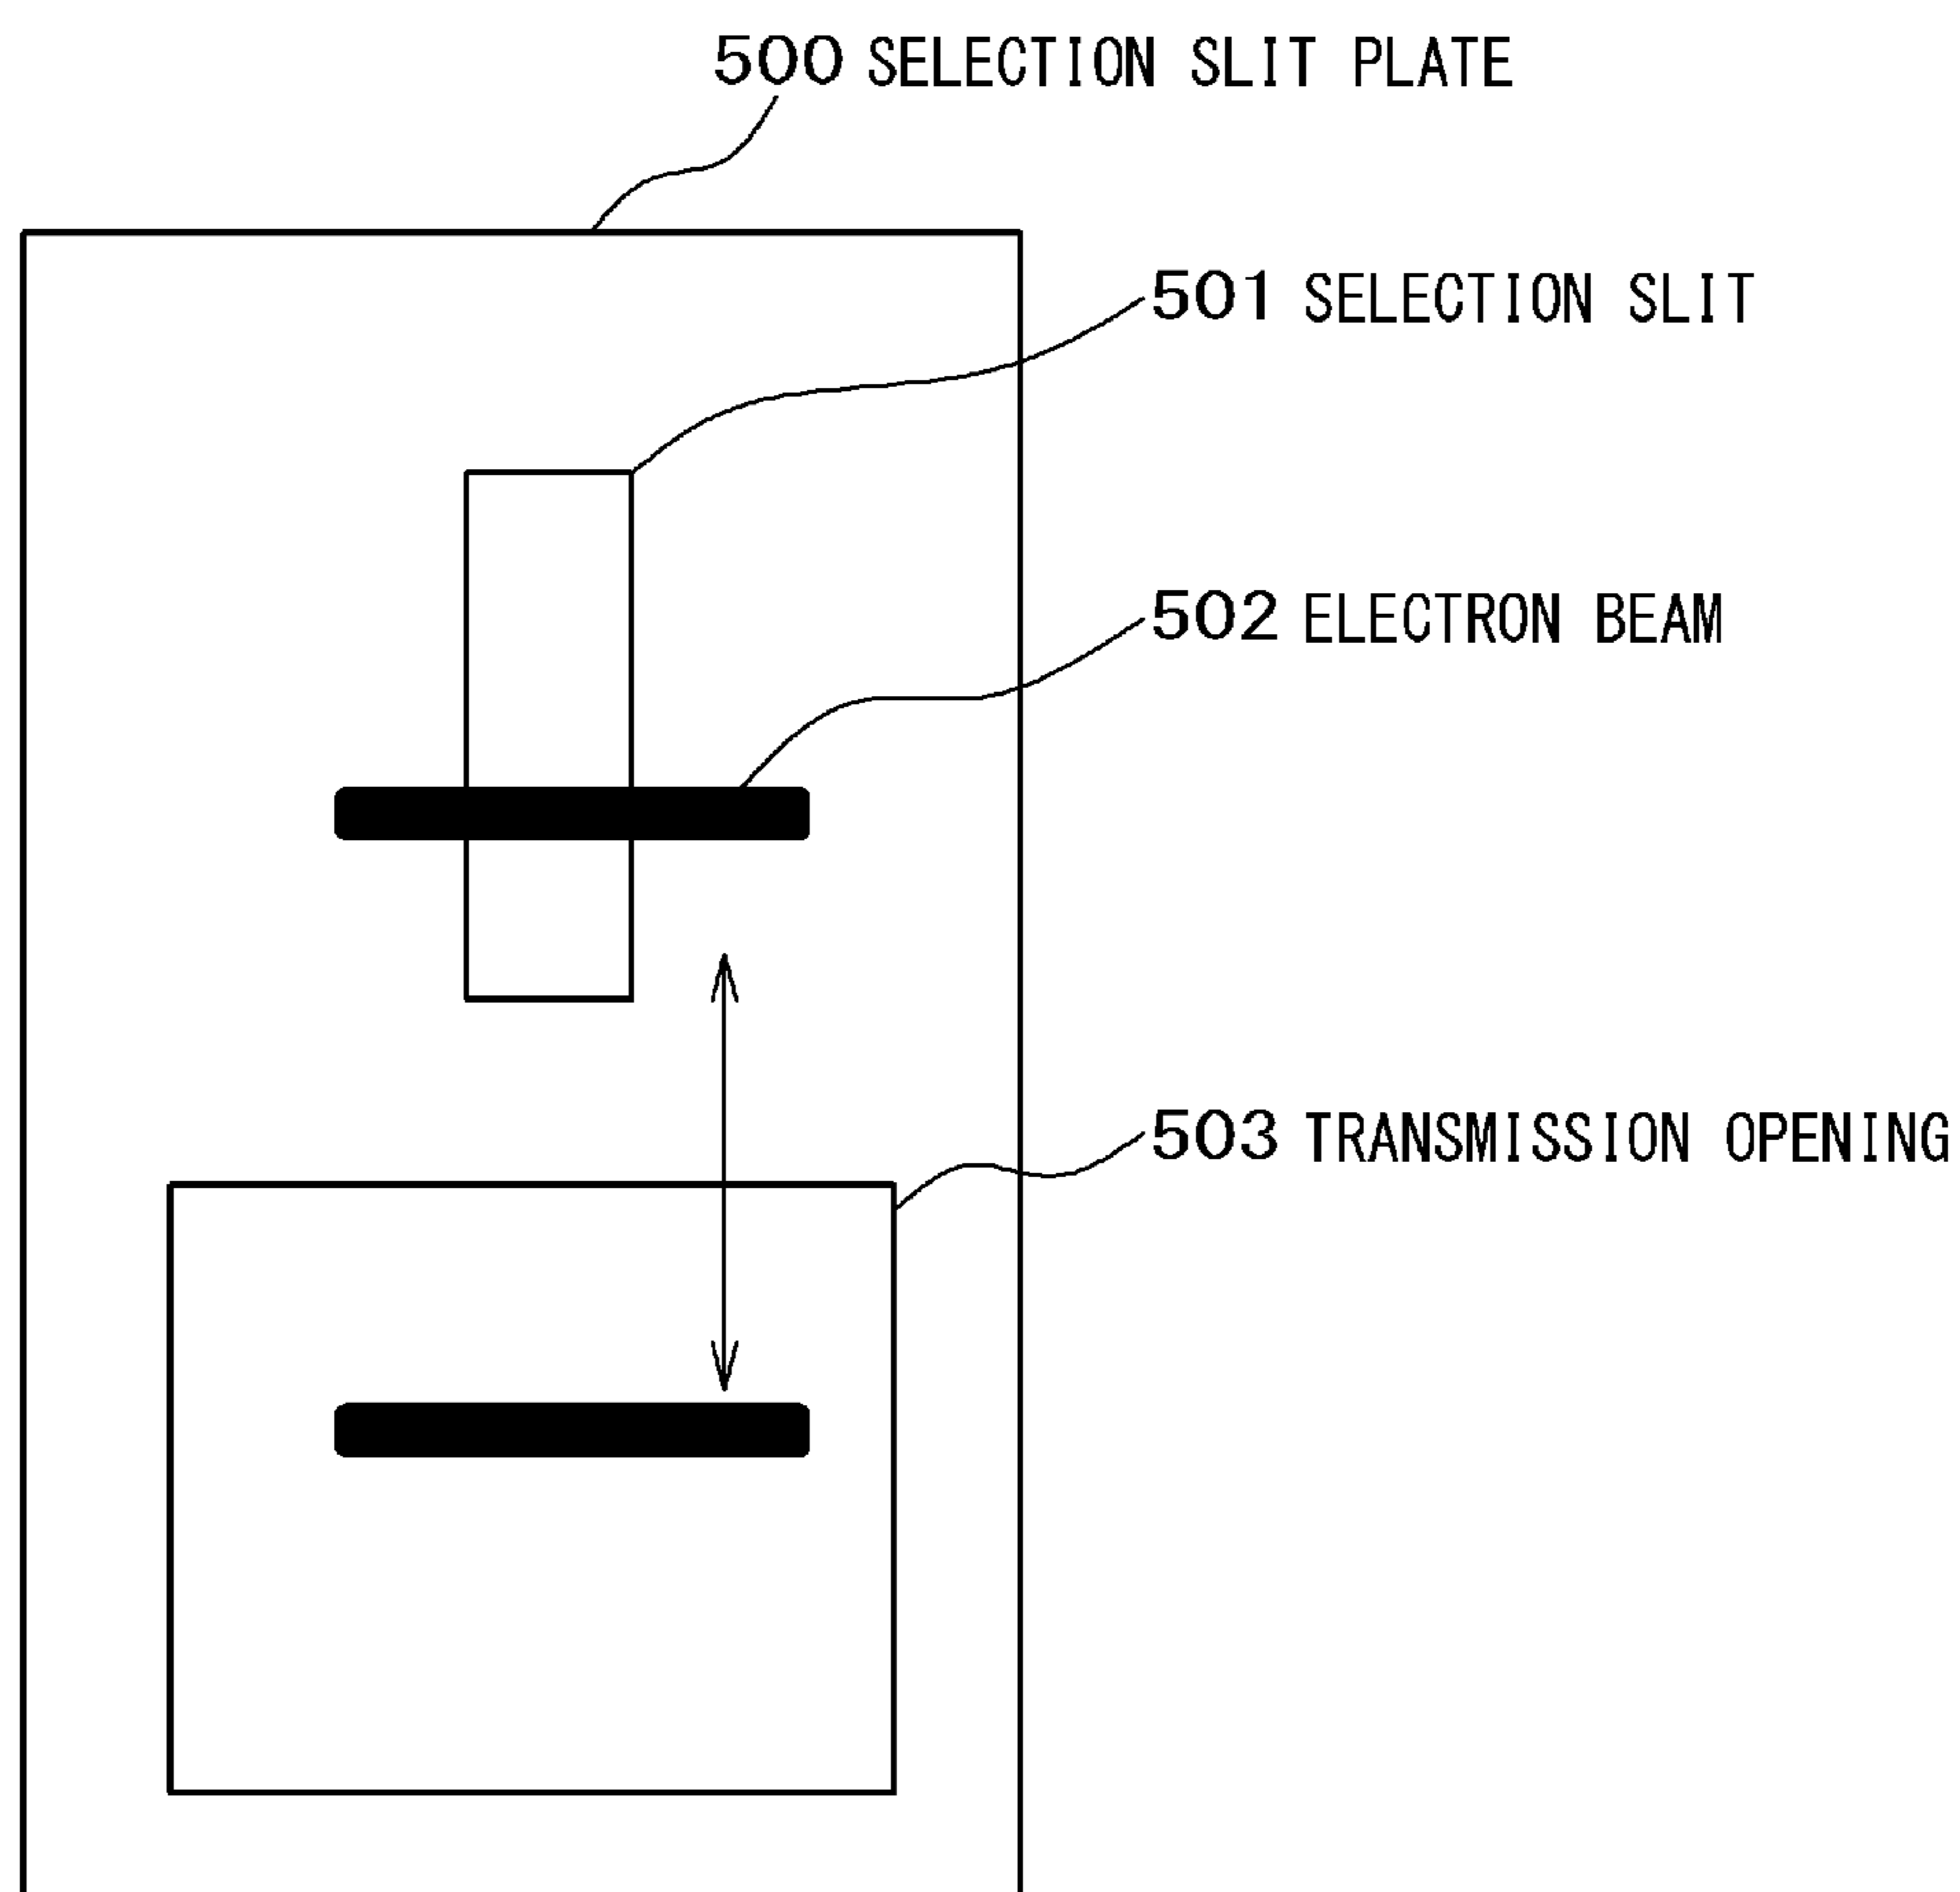 500 SELECTION SLIT PLATE
501 SELECTION SLIT
502 ELECTRON BEAM
503 TRANSMISSION OPENING